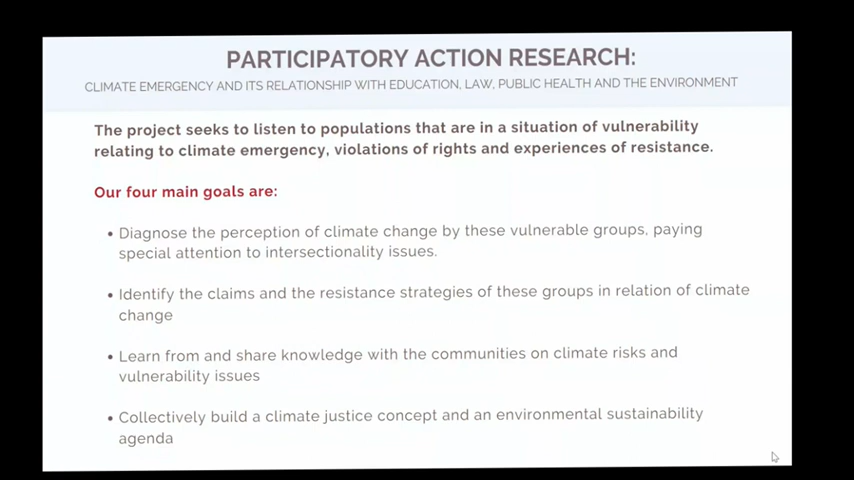 PARTICIPATORY ACTION RESEARCH:
CLIMATE EMERGENCY AND ITS RELATIONSHIP WITH EDUCATION, LAW, PUBLIC HEALTH AND THE ENVIRONMENT
The project seeks to listen to populations that are in a situation of vulnerability
relating to climate emergency, violations of rights and experiences of resistance.
Our four main goals are:
• Diagnose the perception of climate change by these vulnerable groups, paying
special attention to intersectionality issues.
• Identify the claims and the resistance strategies of these groups in relation of climate
change
• Learn from and share knowledge with the communities on climate risks and
vulnerability issues
• Collectively build a climate justice concept and an environmental sustainability
agenda